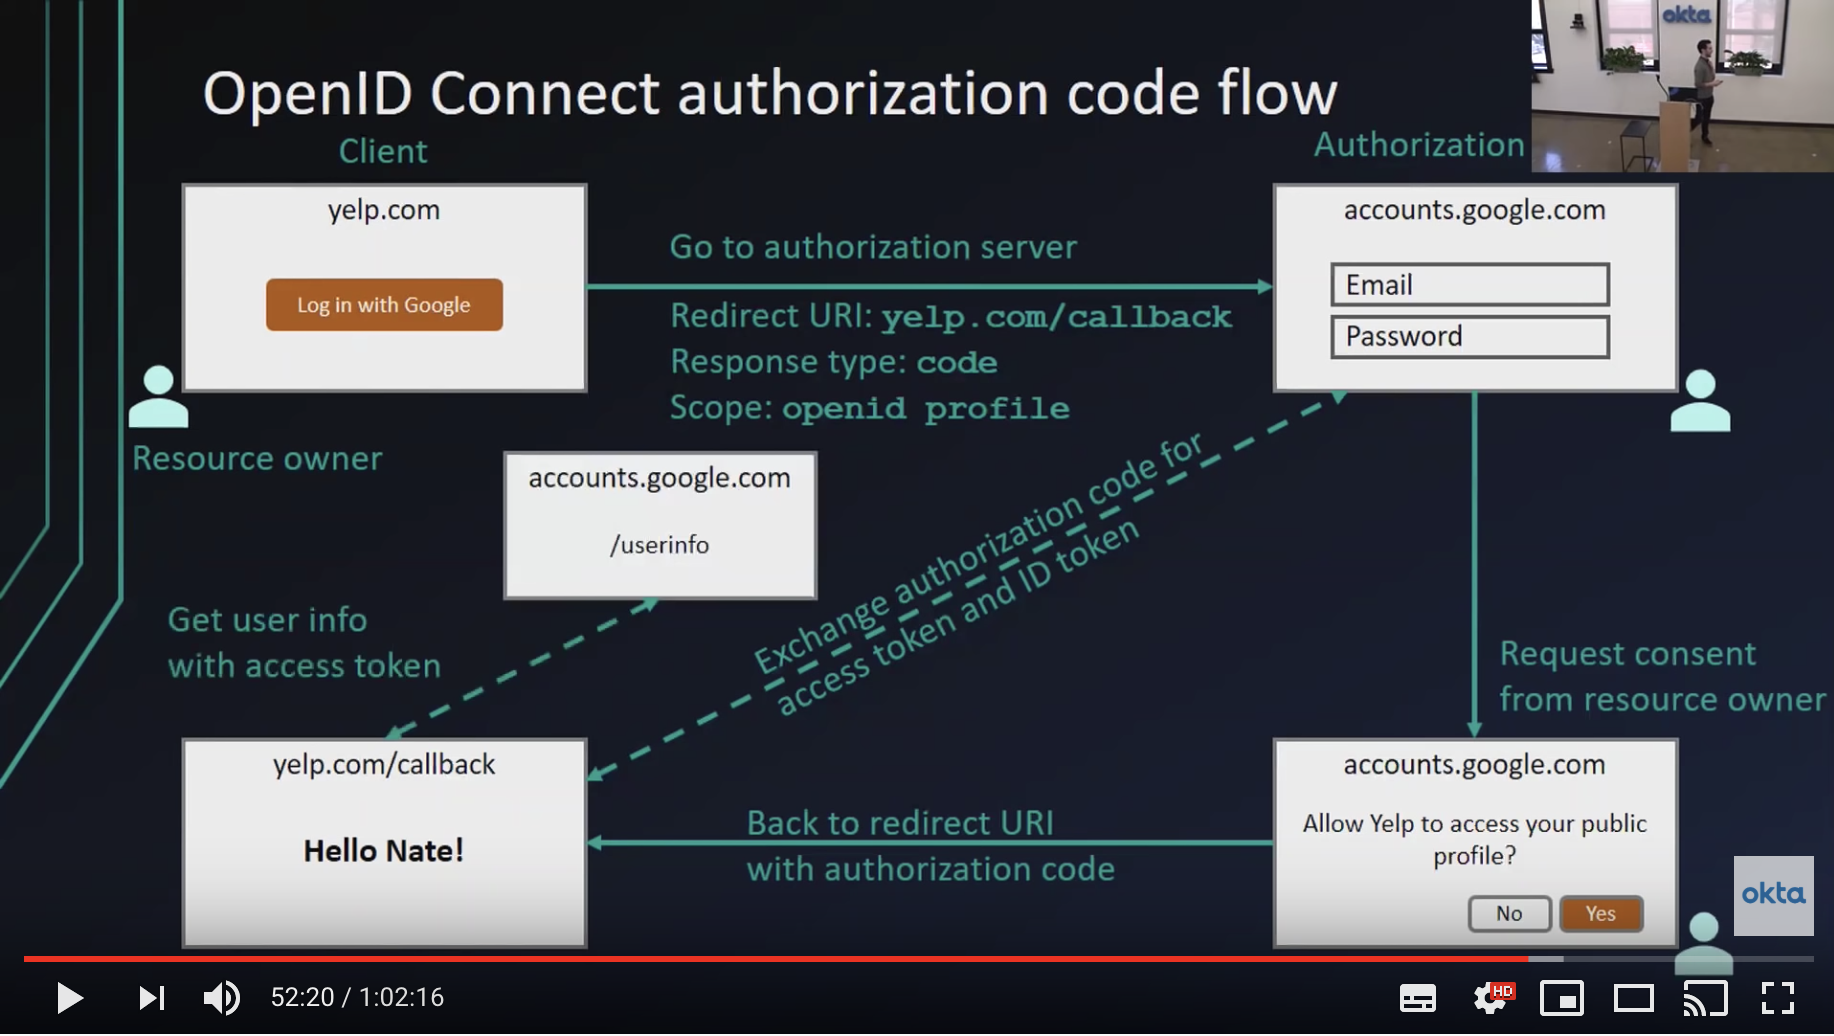 okta
OpenID Connect authorization code flow
Client
Authorization
yelp.com
Log in with Google
Go to authorization server
Redirect URI: yelp.com/callback
Response type: code
Scope: openid profile
accounts.google.com
Email
Password
Resource owner
accounts.google.com
/userinfo
Exchange authorization code for
access token and ID token
Get user info
with access token
Request consent
from resource owner
yelp.com/callback
Hello Nate!
Back to redirect URI
with authorization code
accounts.google.com
Allow Yelp to access your public
profile?
No
Yes
okta
52:20 / 1:02:16
HD